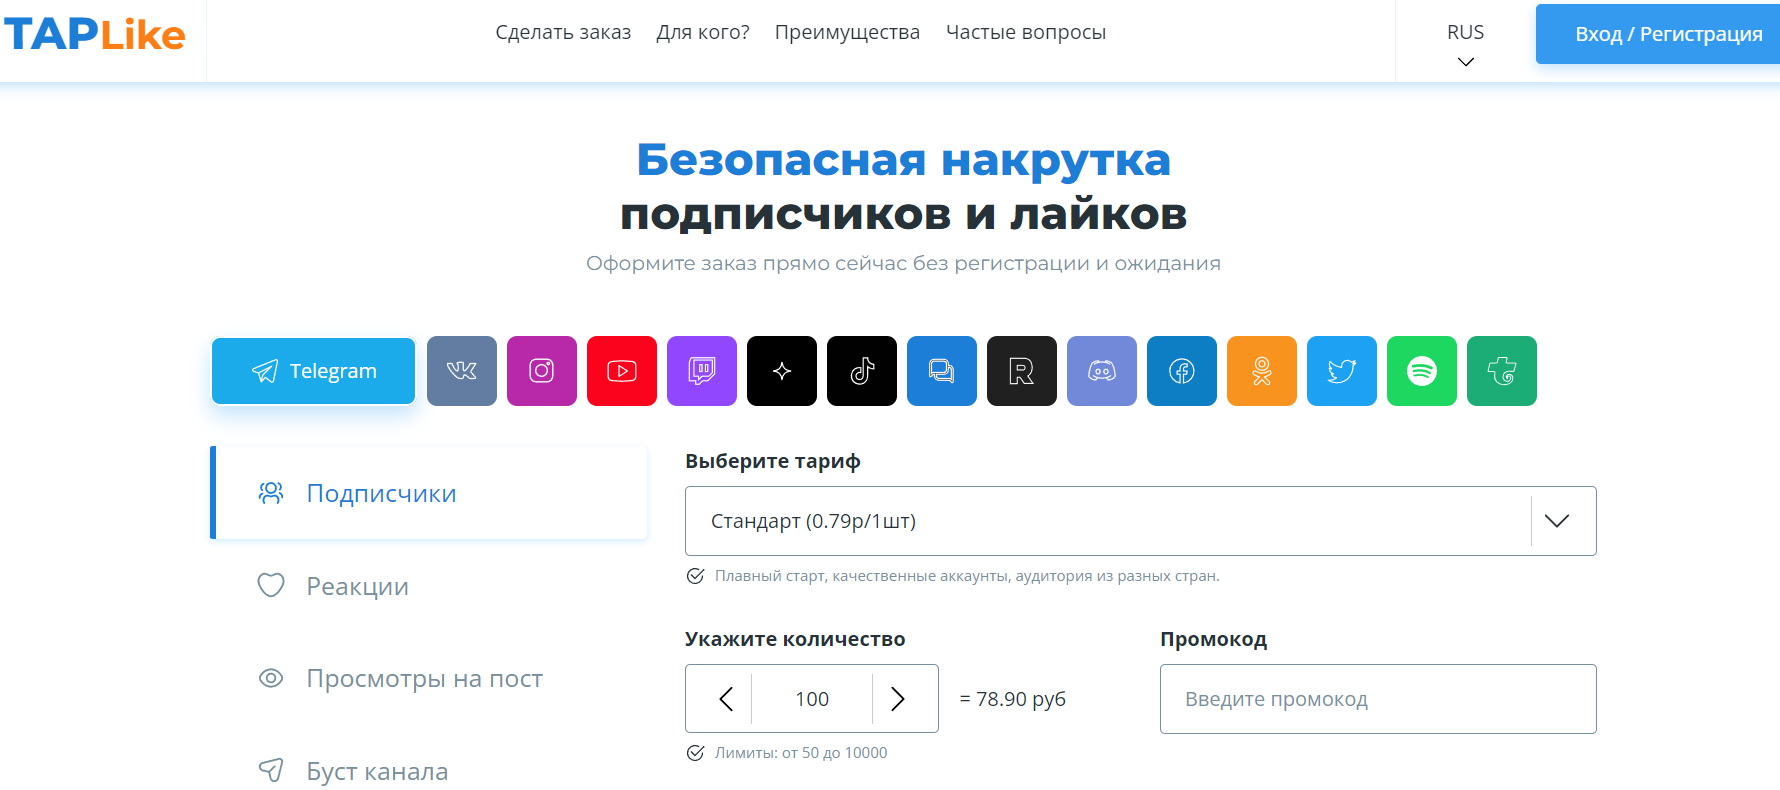 TAPLike
Сделать заказ Для кого? Преимущества Частые вопросы
RUS
Вход / Регистрация
Безопасная накрутка
подписчиков и лайков
Оформите заказ прямо сейчас без регистрации и ожидания
Telegram
Подписчики
Реакции
Просмотры на пост
Буст канала
Выберите тариф
Стандарт (0.79р/1шт)
Плавный старт, качественные аккаунты, аудитория из разных стран.
Укажите количество
100
= 78.90 руб
Лимиты: от 50 до 10000
Промокод
Введите промокод